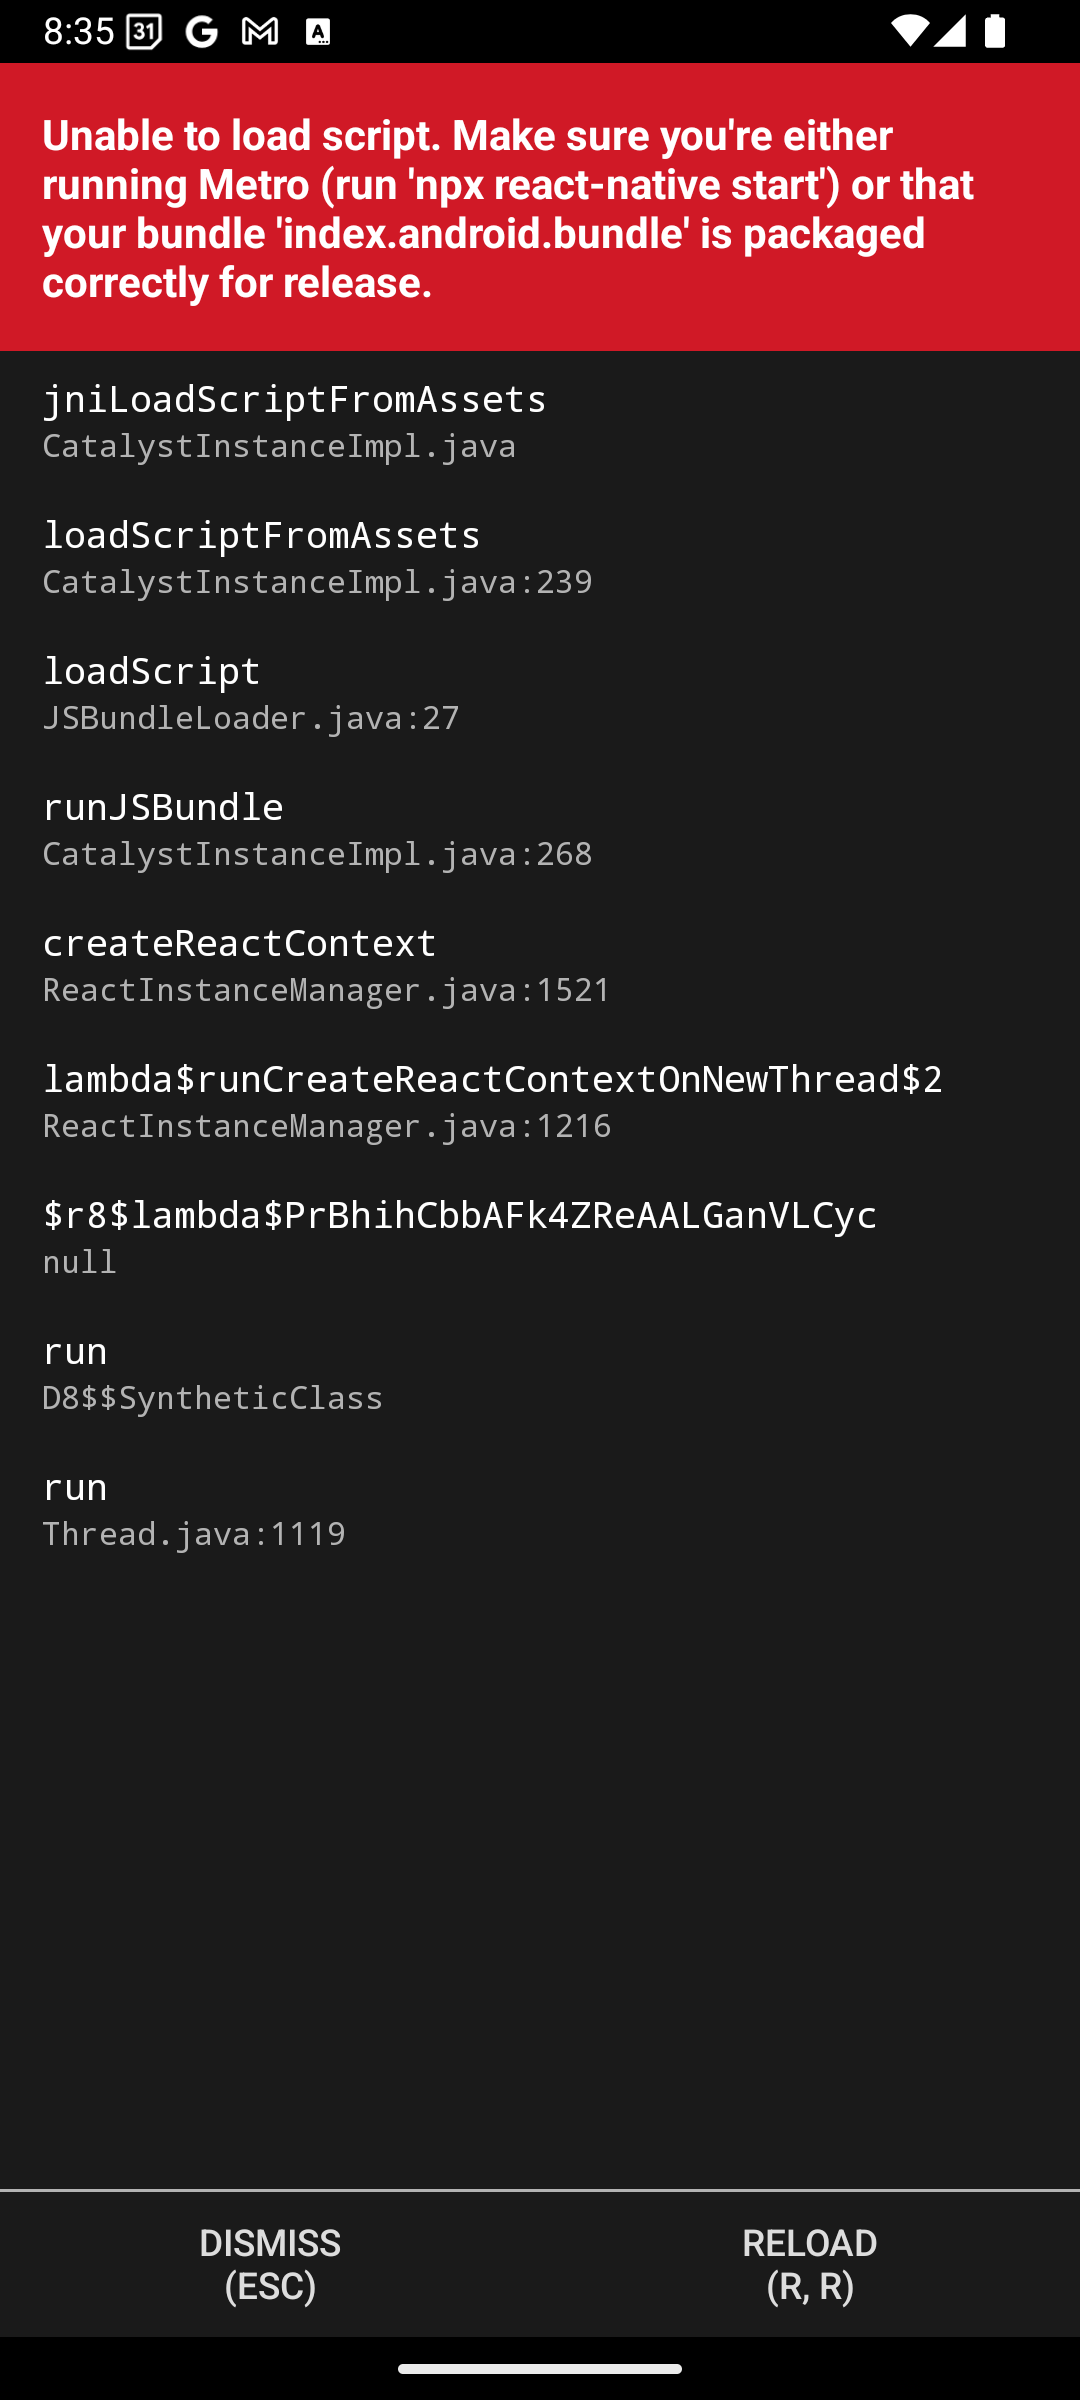 8:35 31 G M A
Unable to load script. Make sure you're either
running Metro (run 'npx react-native start') or that
your bundle 'index.android.bundle' is packaged
correctly for release.
jniLoadScriptFromAssets
CatalystInstanceImpl.java
loadScriptFromAssets
CatalystInstanceImpl.java:239
loadScript
JSBundleLoader.java:27
runJSBundle
CatalystInstanceImpl.java:268
createReactContext
ReactInstanceManager.java:1521
lambda$runCreateReactContextOnNewThread$2
ReactInstanceManager.java:1216
$r8$lambda$PrBhihCbbAFk4ZReAALGanVLCyc
null
run
D8$$SyntheticClass
run
Thread.java:1119
DISMISS
(ESC)
RELOAD
(R, R)